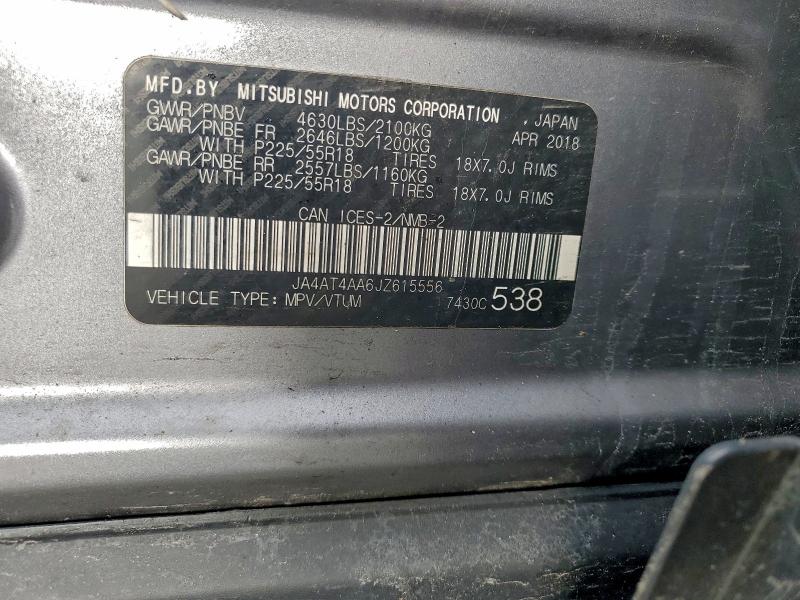 MFD.BY MITSUBISHI MOTORS CORPORATION , JAPAN
GVWR/PNBV 4630LBS/2100KG APR 2018
GAWR/PNBE FR 2646LBS/1200KG
WITH P225/55R18 TIRES 18X7.0J RIMS
GAWR/PNBE RR 2557LBS/1160KG
WITH P225/55R18 TIRES 18X7.0J RIMS
CAN ICES-2/NMB-2
JA4AT4AA6JZ615556
VEHICLE TYPE: MPV/VTUM 7430C 538